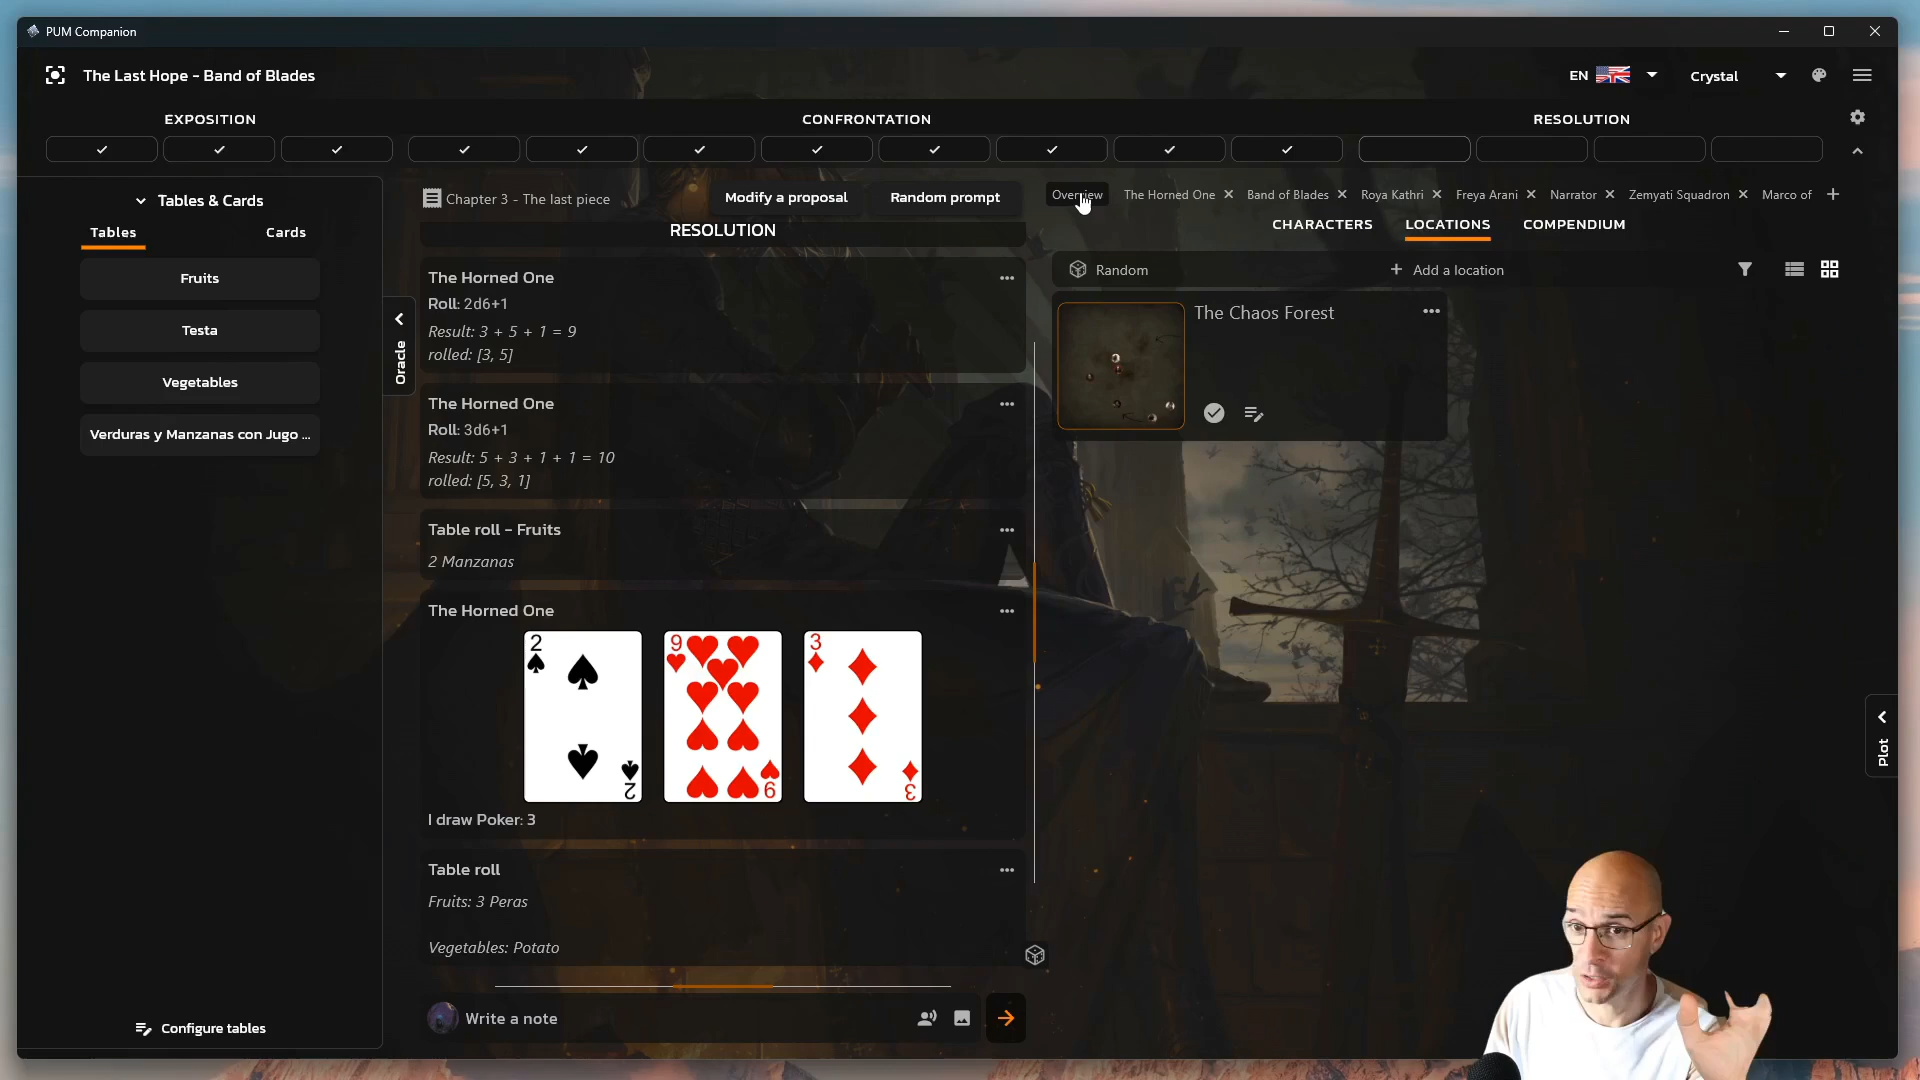 PUM Companion
The Last Hope - Band of Blades
EN
Crystal
EXPOSITION
CONFRONTATION
RESOLUTION
Tables & Cards
Tables
Cards
Fruits
Testa
Vegetables
Verduras y Manzanas con Jugo ...
Configure tables
Oracle
Chapter 3 - The last piece
Modify a proposal
Random prompt
RESOLUTION
The Horned One
Roll: 2d6+1
Result: 3 + 5 + 1 = 9
rolled: [3, 5]
The Horned One
Roll: 3d6+1
Result: 5 + 3 + 1 + 1 = 10
rolled: [5, 3, 1]
Table roll - Fruits
2 Manzanas
The Horned One
2
2
9
9
3
3
I draw Poker: 3
Table roll
Fruits: 3 Peras
Vegetables: Potato
Write a note
Overview
The Horned One
Band of Blades
Roya Kathri
Freya Arani
Narrator
Zemyati Squadron
Marco of
CHARACTERS
LOCATIONS
COMPENDIUM
Random
Add a location
The Chaos Forest
Plot